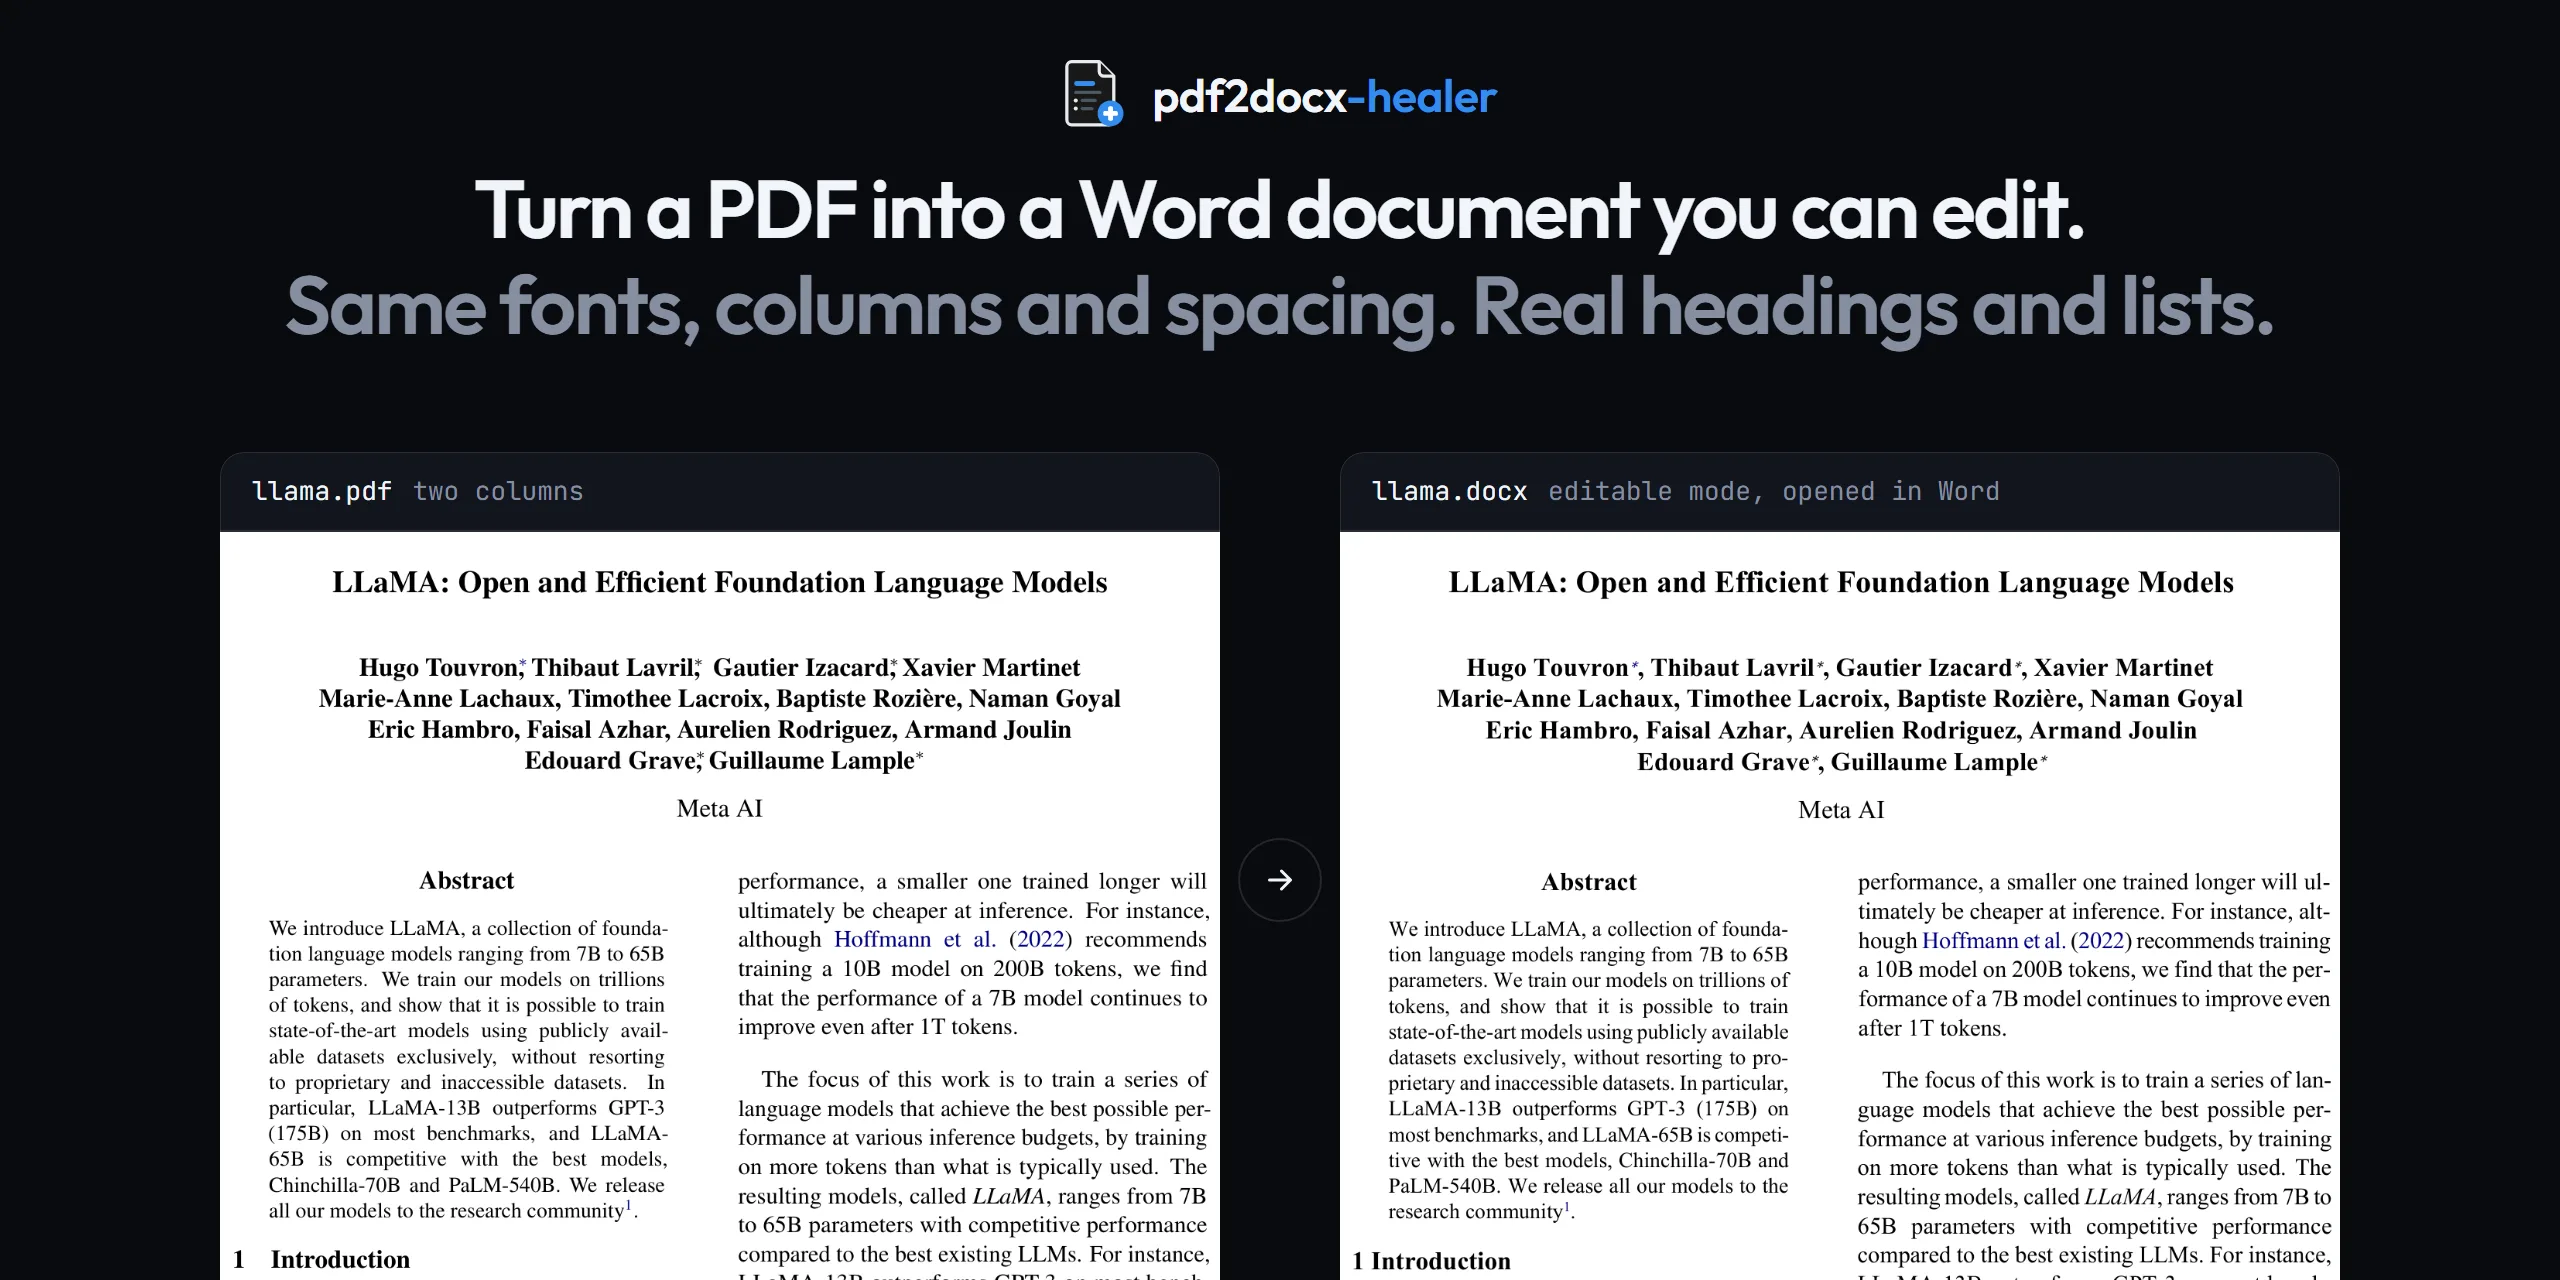 pdf2docx-healer
Turn a PDF into a Word document you can edit.
Same fonts, columns and spacing. Real headings and lists.
llama.pdf two columns
LLaMA: Open and Efficient Foundation Language Models
Hugo Touvron*, Thibaut Lavril*, Gautier Izacard*, Xavier Martinet
Marie-Anne Lachaux, Timothee Lacroix, Baptiste Rozière, Naman Goyal
Eric Hambro, Faisal Azhar, Aurelien Rodriguez, Armand Joulin
Edouard Grave*, Guillaume Lample*
Meta AI
Abstract
We introduce LLaMA, a collection of founda-
tion language models ranging from 7B to 65B
parameters. We train our models on trillions
of tokens, and show that it is possible to train
state-of-the-art models using publicly avail-
able datasets exclusively, without resorting
to proprietary and inaccessible datasets. In
particular, LLaMA-13B outperforms GPT-3
(175B) on most benchmarks, and LLaMA-
65B is competitive with the best models,
Chinchilla-70B and PaLM-540B. We release
all our models to the research community1.
1 Introduction
performance, a smaller one trained longer will
ultimately be cheaper at inference. For instance,
although Hoffmann et al. (2022) recommends
training a 10B model on 200B tokens, we find
that the performance of a 7B model continues to
improve even after 1T tokens.
The focus of this work is to train a series of
language models that achieve the best possible per-
formance at various inference budgets, by training
on more tokens than what is typically used. The
resulting models, called LLaMA, ranges from 7B
to 65B parameters with competitive performance
compared to the best existing LLMs. For instance,
llama.docx editable mode, opened in Word
LLaMA: Open and Efficient Foundation Language Models
Hugo Touvron*, Thibaut Lavril*, Gautier Izacard*, Xavier Martinet
Marie-Anne Lachaux, Timothee Lacroix, Baptiste Rozière, Naman Goyal
Eric Hambro, Faisal Azhar, Aurelien Rodriguez, Armand Joulin
Edouard Grave*, Guillaume Lample*
Meta AI
Abstract
We introduce LLaMA, a collection of founda-
tion language models ranging from 7B to 65B
parameters. We train our models on trillions of
tokens, and show that it is possible to train
state-of-the-art models using publicly available
datasets exclusively, without resorting to pro-
prietary and inaccessible datasets. In particular,
LLaMA-13B outperforms GPT-3 (175B) on
most benchmarks, and LLaMA-65B is competi-
tive with the best models, Chinchilla-70B and
PaLM-540B. We release all our models to the
research community1.
1 Introduction
performance, a smaller one trained longer will ul-
timately be cheaper at inference. For instance, alt-
hough Hoffmann et al. (2022) recommends training
a 10B model on 200B tokens, we find that the per-
formance of a 7B model continues to improve even
after 1T tokens.
The focus of this work is to train a series of lan-
guage models that achieve the best possible per-
formance at various inference budgets, by training
on more tokens than what is typically used. The
resulting models, called LLaMA, ranges from 7B to
65B parameters with competitive performance
compared to the best existing LLMs. For instance,